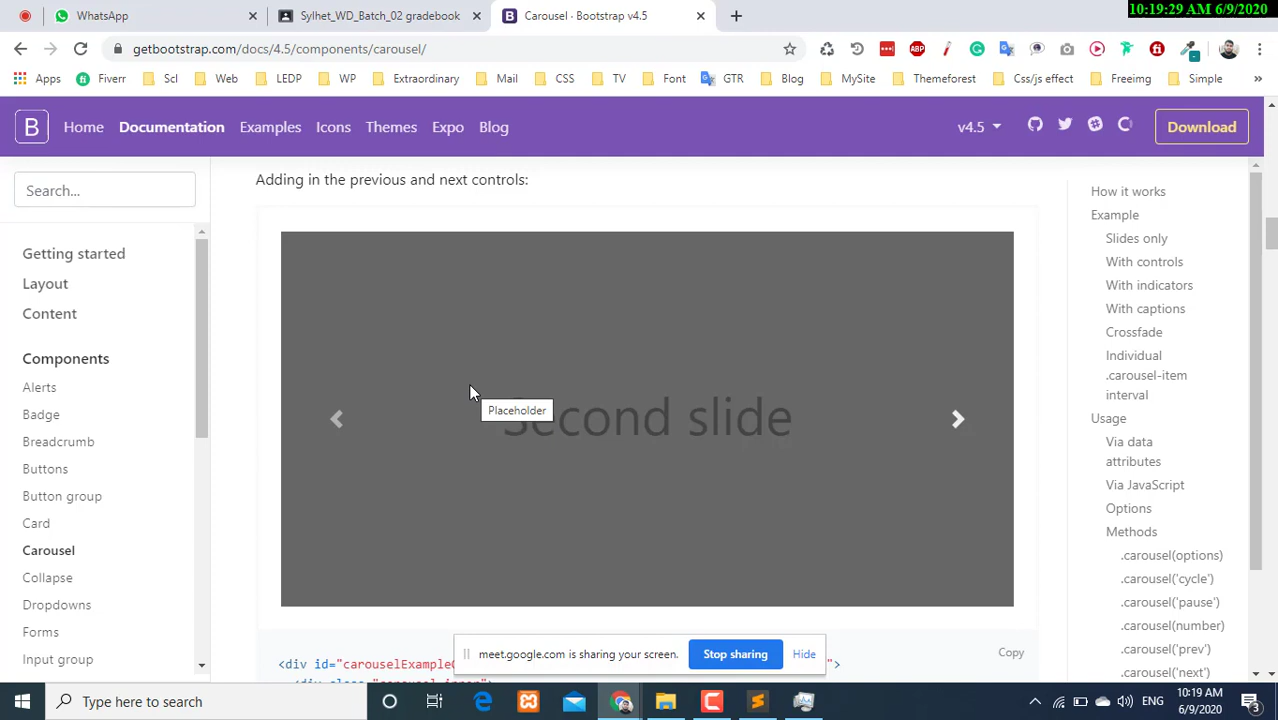 10:19:29 AM 6/9/2020
WhatsApp
Sylhet_WD_Batch_02 gradebook
Carousel · Bootstrap v4.5
getbootstrap.com/docs/4.5/components/carousel/
ABP
Apps
Fiverr
Scl
Web
LEDP
WP
Extraordinary
Mail
CSS
TV
Font
GTR
Blog
MySite
Themeforest
Css/js effect
Freeimg
Simple
B
Home
Documentation
Examples
Icons
Themes
Expo
Blog
v4.5
Download
Search...
Getting started
Layout
Content
Components
Alerts
Badge
Breadcrumb
Buttons
Button group
Card
Carousel
Collapse
Dropdowns
Forms
Input group
Adding in the previous and next controls:
Second slide
Placeholder
Copy
<div id="carouselExampleC
">
meet.google.com is sharing your screen.
Stop sharing
Hide
How it works
Example
Slides only
With controls
With indicators
With captions
Crossfade
Individual
.carousel-item
interval
Usage
Via data
attributes
Via JavaScript
Options
Methods
.carousel(options)
.carousel('cycle')
.carousel('pause')
.carousel(number)
.carousel('prev')
.carousel('next')
Type here to search
ENG
10:19 AM
6/9/2020
3